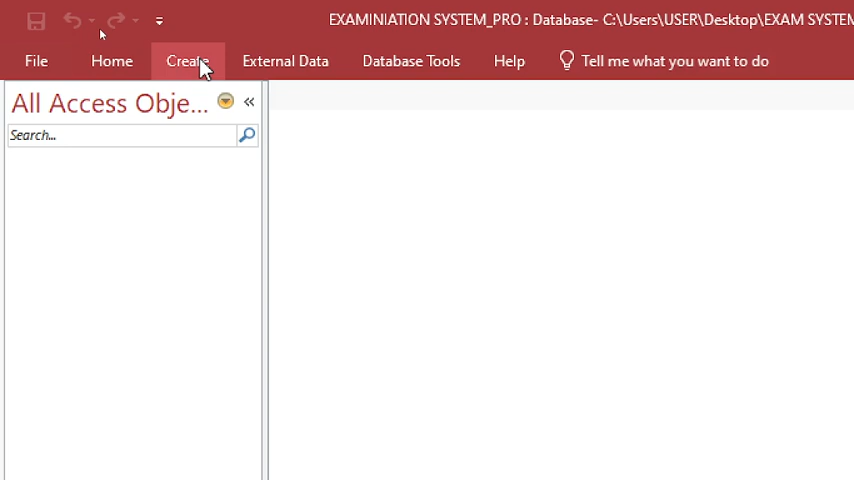 EXAMINIATION SYSTEM_PRO : Database- C:\Users\USER\Desktop\EXAM SYSTEM
File Home Create External Data Database Tools Help Tell me what you want to do
All Access Obje... «
Search...